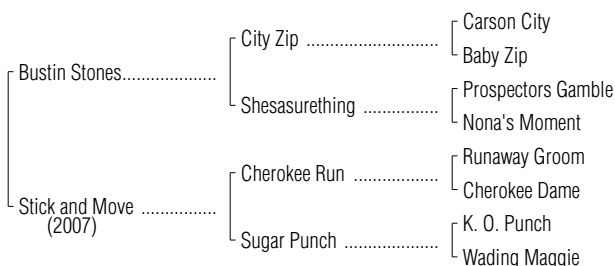 Carson City
City Zip ..........................
Baby Zip
Bustin Stones...................
Prospectors Gamble
Shesasurething ...............
Nona's Moment
Runaway Groom
Cherokee Run .................
Cherokee Dame
Stick and Move ...............
(2007)
K. O. Punch
Sugar Punch ...................
Wading Maggie